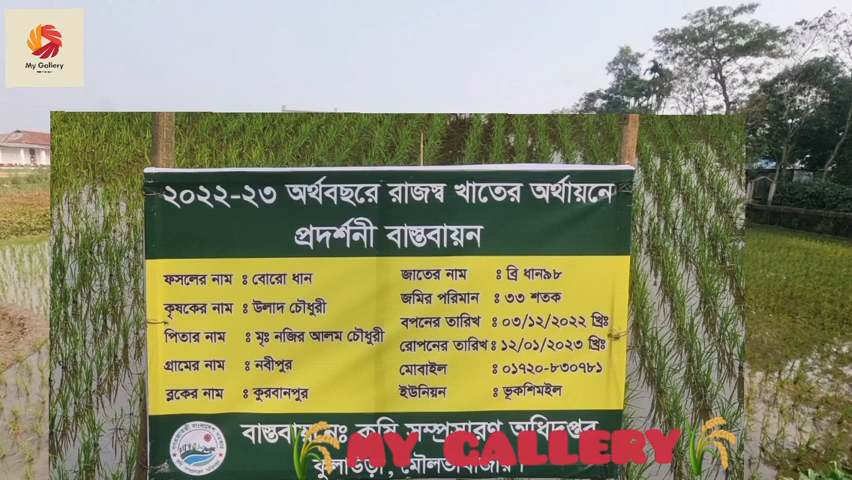 My Gallery
২০২২-২৩ অর্থবছরে রাজস্ব খাতের অর্থায়নে
প্রদর্শনী বাস্তবায়ন
ফসলের নাম ঃ বোরো ধান
কৃষকের নাম ঃ উলাদ চৌধুরী
পিতার নাম ঃ মৃঃ নজির আলম চৌধুরী
গ্রামের নাম ঃ নবীপুর
ব্লকের নাম ঃ কুরবানপুর
জাতের নাম ঃ ব্রি ধান৯৮
জমির পরিমান ঃ ৩৩ শতক
বপনের তারিখ ঃ ০৩/১২/২০২২ খ্রিঃ
রোপনের তারিখ ঃ ১২/০১/২০২৩ খ্রিঃ
মোবাইল ঃ ০১৭২০-৮৩০৭৮১
ইউনিয়ন ঃ ভূকশিমইল
বাস্তবায়নেঃ কৃষি সম্প্রসারণ অধিদপ্তর
কুলাউড়া, মৌলভীবাজার।
MY GALLERY